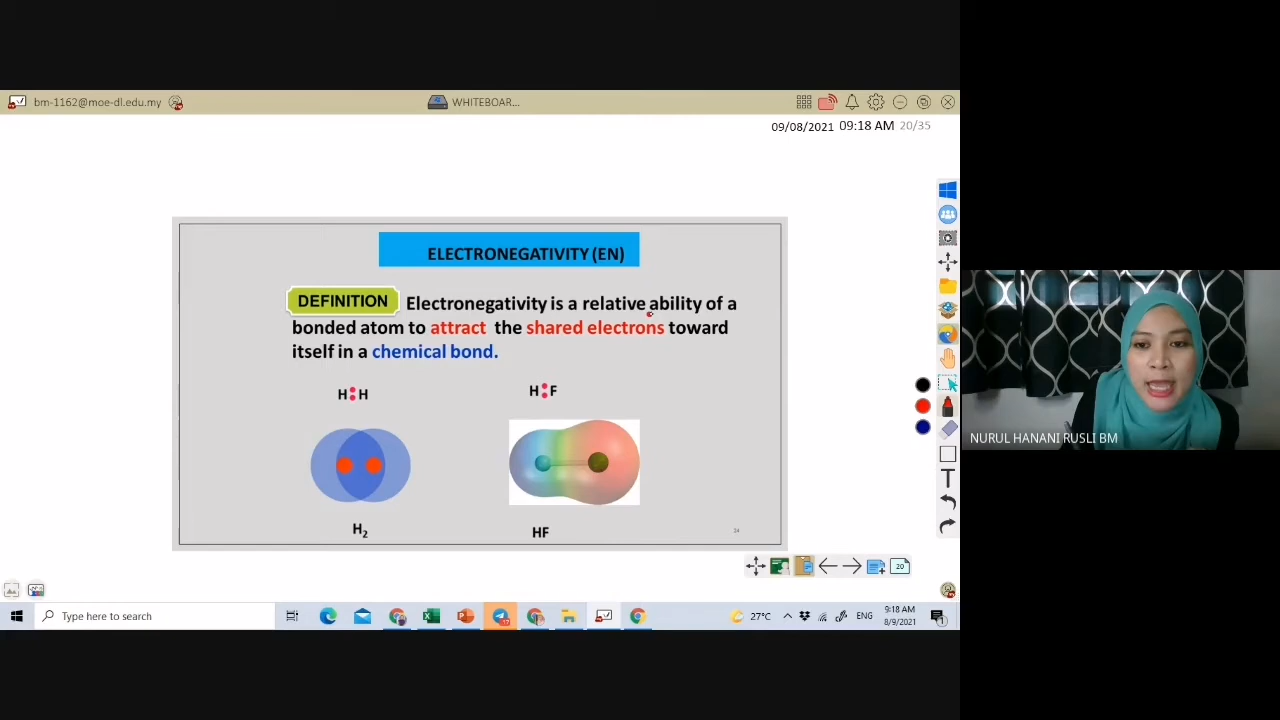 bm-1162@moe-dl.edu.my
WHITEBOAR...
09/08/2021 09:18 AM 20/35
ELECTRONEGATIVITY (EN)
DEFINITION Electronegativity is a relative ability of a
bonded atom to attract the shared electrons toward
itself in a chemical bond.
H:H
H:F
H₂
HF
NURUL HANANI RUSLI BM
T
20
Type here to search
27°C
ENG
9:18 AM
8/9/2021